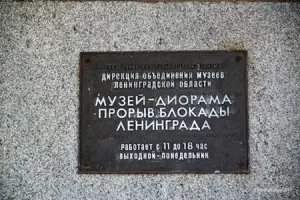 ДИРЕКЦИЯ ОБЪЕДИНЕНИЯ МУЗЕЕВ
ЛЕНИНГРАДСКОЙ ОБЛАСТИ
МУЗЕЙ-ДИОРАМА
ПРОРЫВ БЛОКАДЫ
ЛЕНИНГРАДА
РАБОТАЕТ С 11 ДО 18 ЧАС
ВЫХОДНОЙ-ПОНЕДЕЛЬНИК